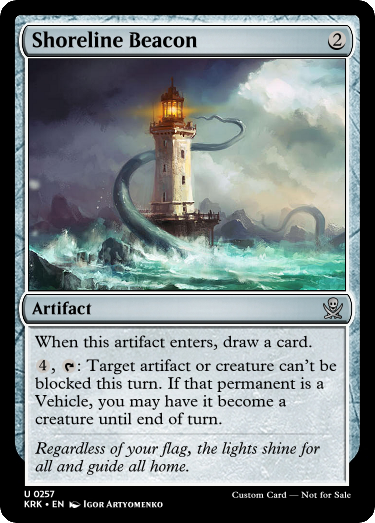 Shoreline Beacon 2
Artifact
When this artifact enters, draw a card.
4, T: Target artifact or creature can't be
blocked this turn. If that permanent is a
Vehicle, you may have it become a
creature until end of turn.
Regardless of your flag, the lights shine for
all and guide all home.
U 0257
KRK • EN Igor Artyomenko
Custom Card — Not for Sale